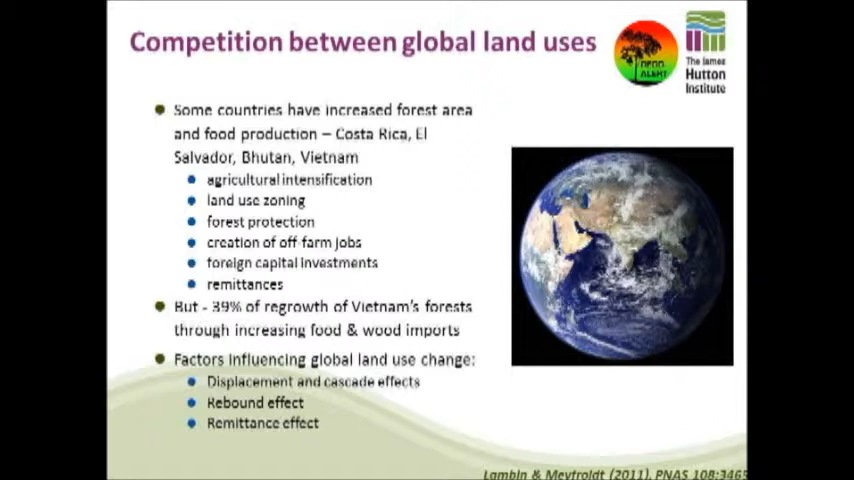 Competition between global land uses
The James
Hutton
Institute
Some countries have increased forest area
and food production – Costa Rica, El
Salvador, Bhutan, Vietnam
agricultural intensification
land use zoning
forest protection
creation of off-farm jobs
foreign capital investments
remittances
But - 39% of regrowth of Vietnam's forests
through increasing food & wood imports
Factors influencing global land use change:
Displacement and cascade effects
Rebound effect
Remittance effect
Lambin & Meyfroidt (2011), PNAS 108:3465